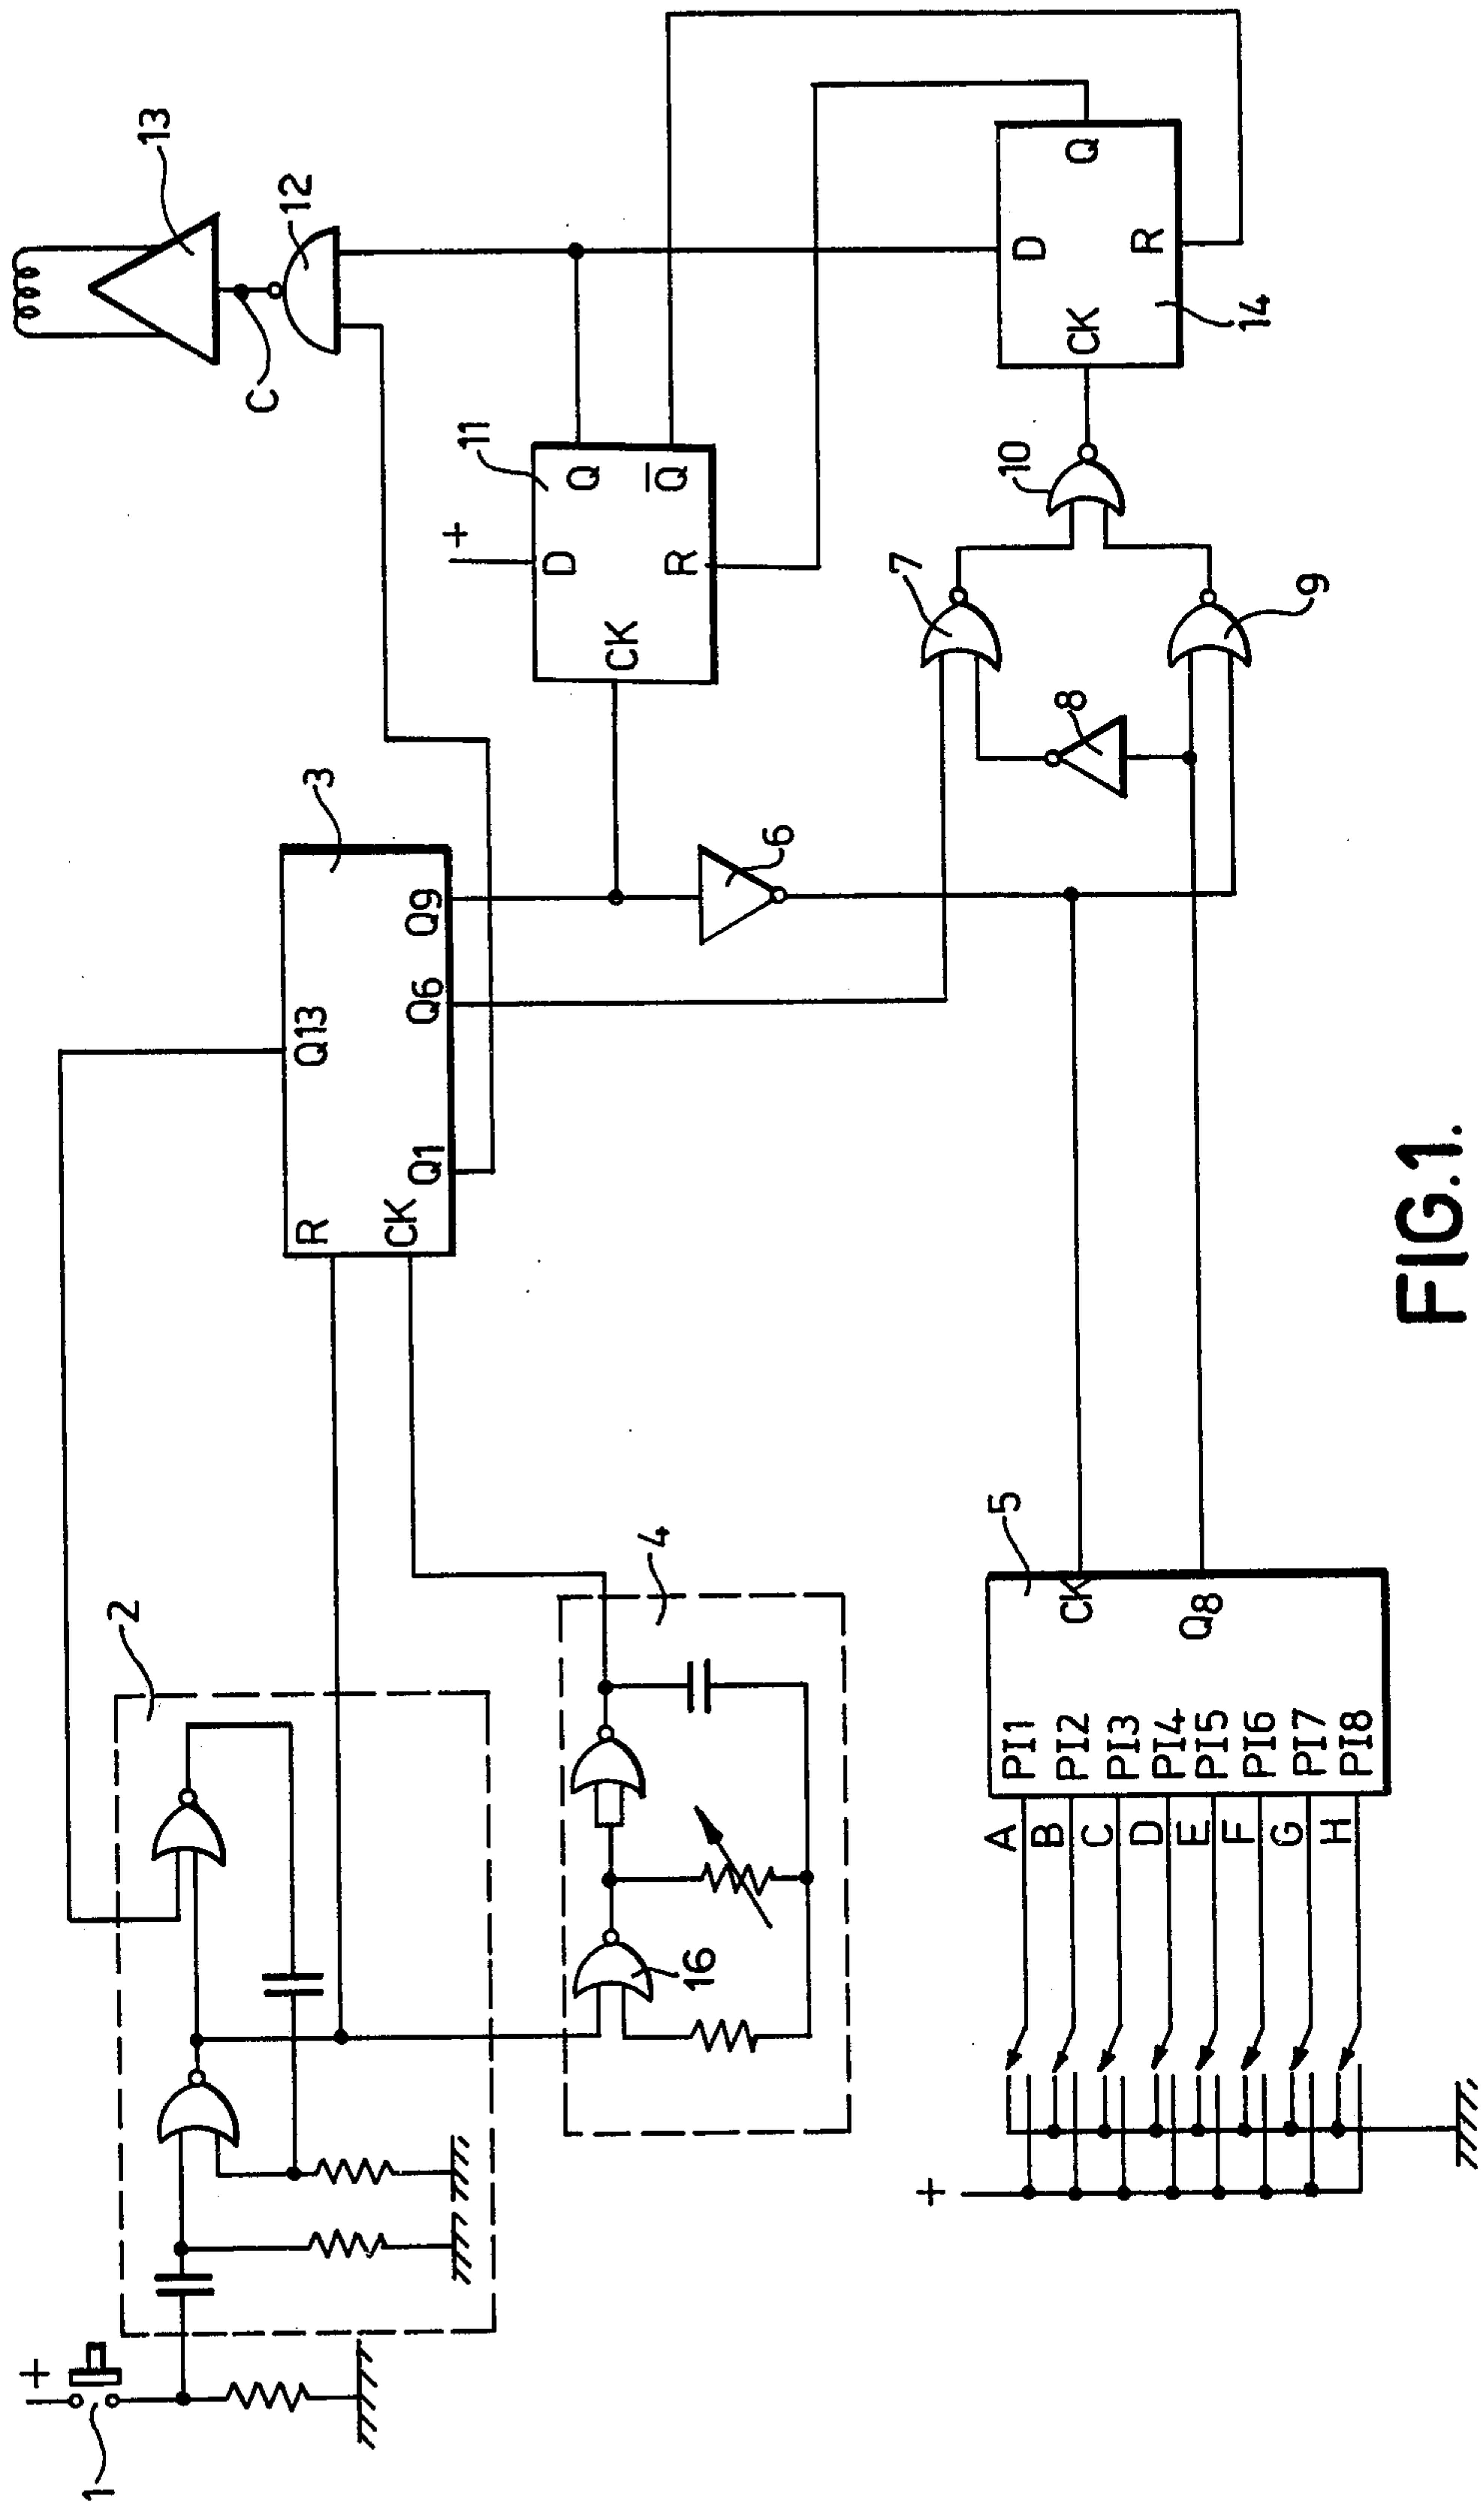 1
+
2
3
Q13
R
CK
Q1
Q6
Q9
13
12
C
11
+
D
Q
Q̅
CK
R
4
16
6
7
8
9
10
D
Q
CK
R
14
5
CK
Q8
PI1
PI2
PI3
PI4
PI5
PI6
PI7
PI8
A
B
C
D
E
F
G
H
+
FIG.1.